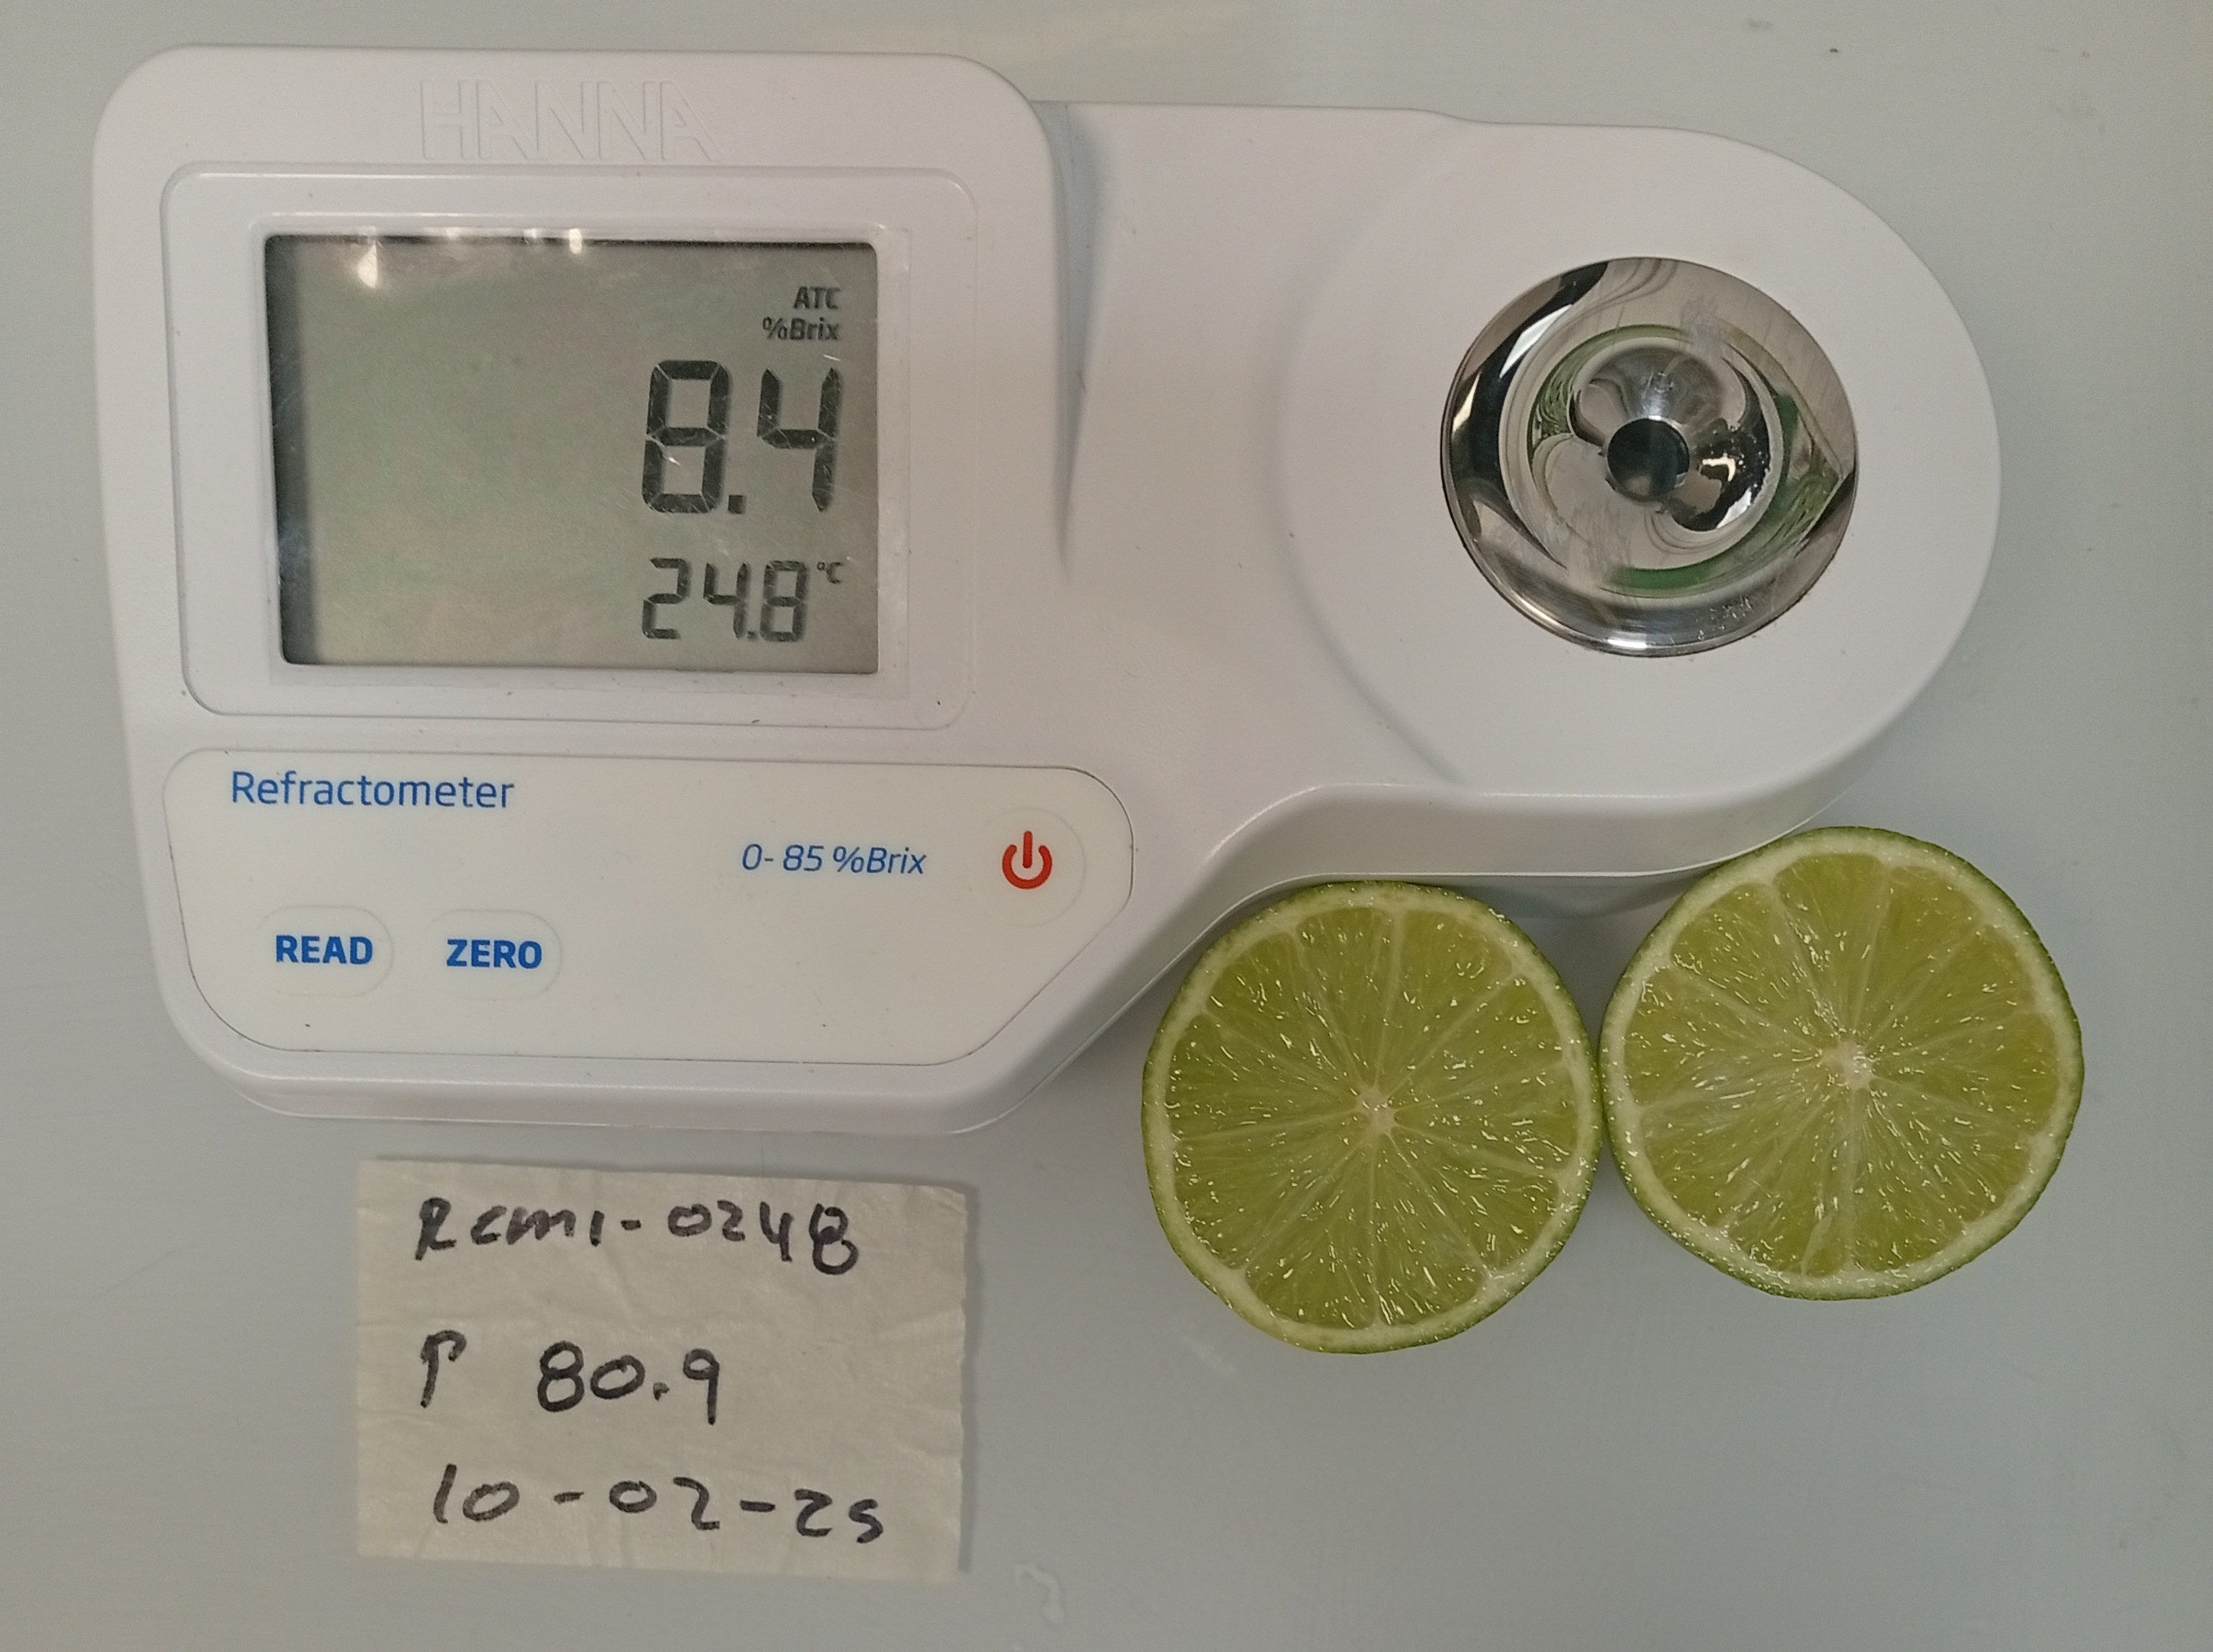 HANNA
ATC
%Brix
8.4
24.8 °C
Refractometer
0- 85 %Brix
READ
ZERO
Rcm1-0248
P 80.9
10-02-25